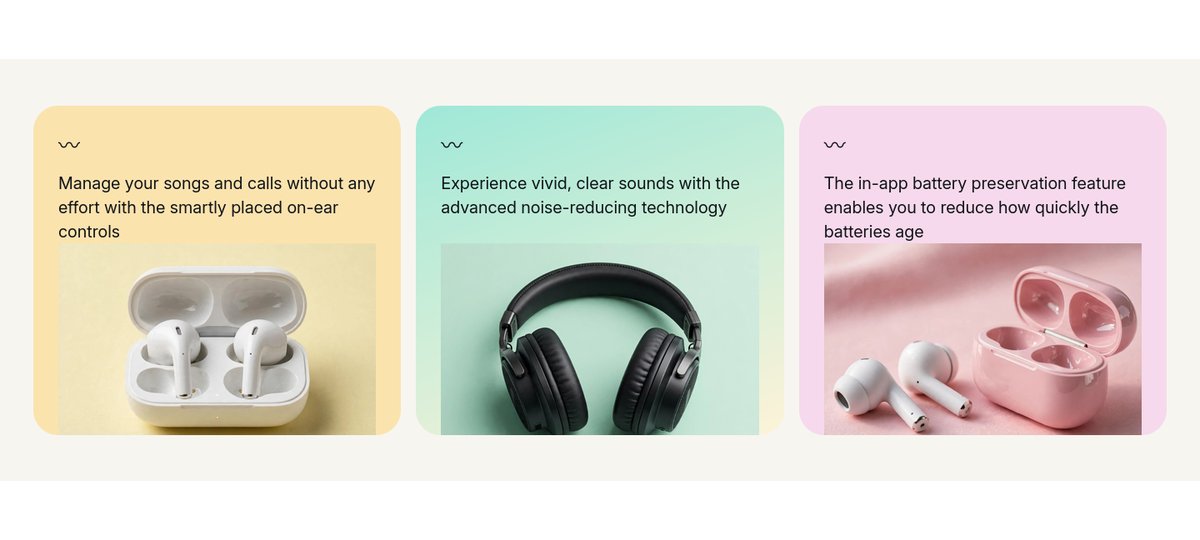 Manage your songs and calls without any
effort with the smartly placed on-ear
controls
Experience vivid, clear sounds with the
advanced noise-reducing technology
The in-app battery preservation feature
enables you to reduce how quickly the
batteries age